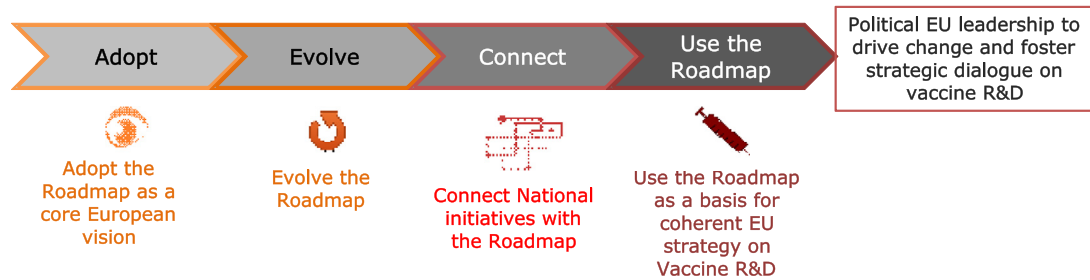 Adopt
Evolve
Connect
Use the
Roadmap
Political EU leadership to
drive change and foster
strategic dialogue on
vaccine R&D
Adopt the
Roadmap as a
core European
vision
Evolve the
Roadmap
Connect National
initiatives with
the Roadmap
Use the Roadmap
as a basis for
coherent EU
strategy on
Vaccine R&D